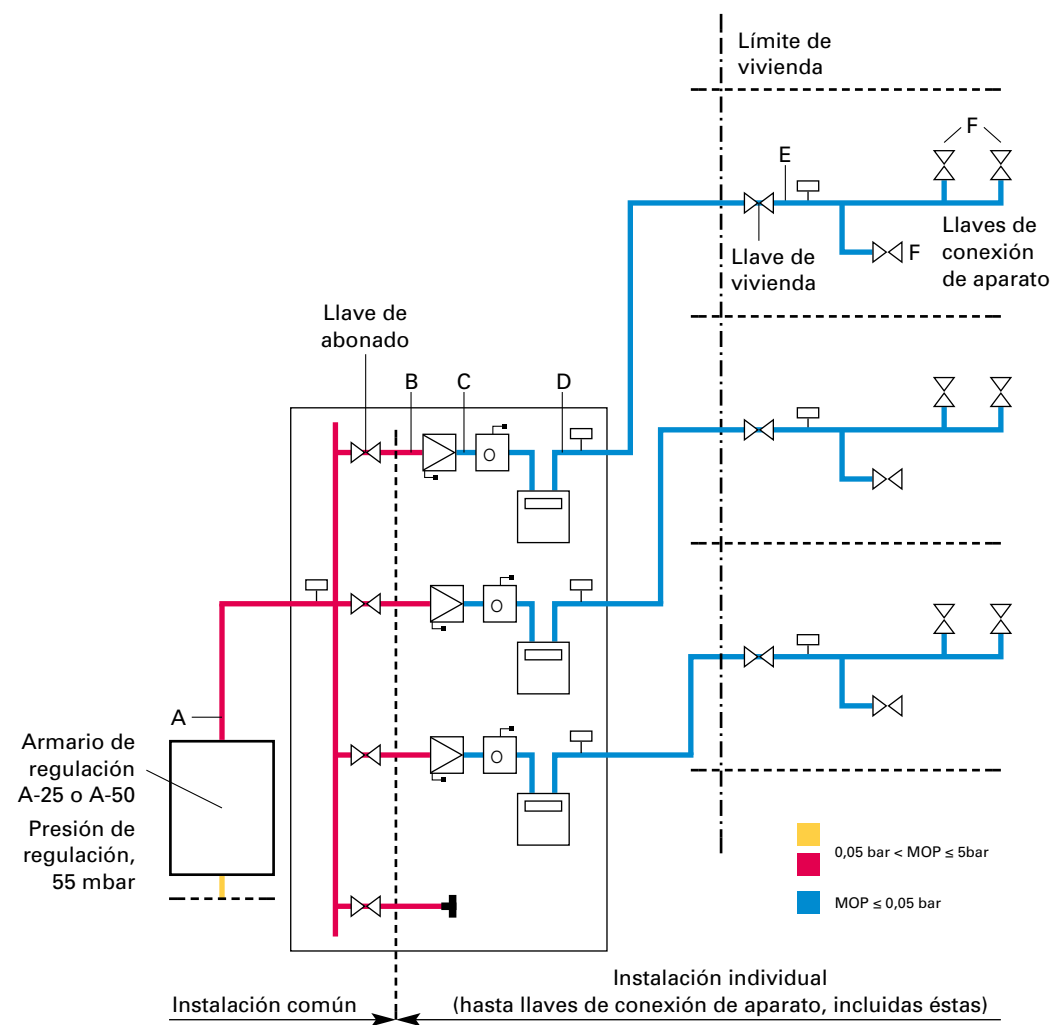 Límite de
vivienda
F
E
Llave de
vivienda
F
Llaves de
conexión
de aparato
Llave de
abonado
B
C
D
O
O
O
A
Armario de
regulación
A-25 o A-50
Presión de
regulación,
55 mbar
0,05 bar < MOP ≤ 5bar
MOP ≤ 0,05 bar
Instalación común
Instalación individual
(hasta llaves de conexión de aparato, incluidas éstas)